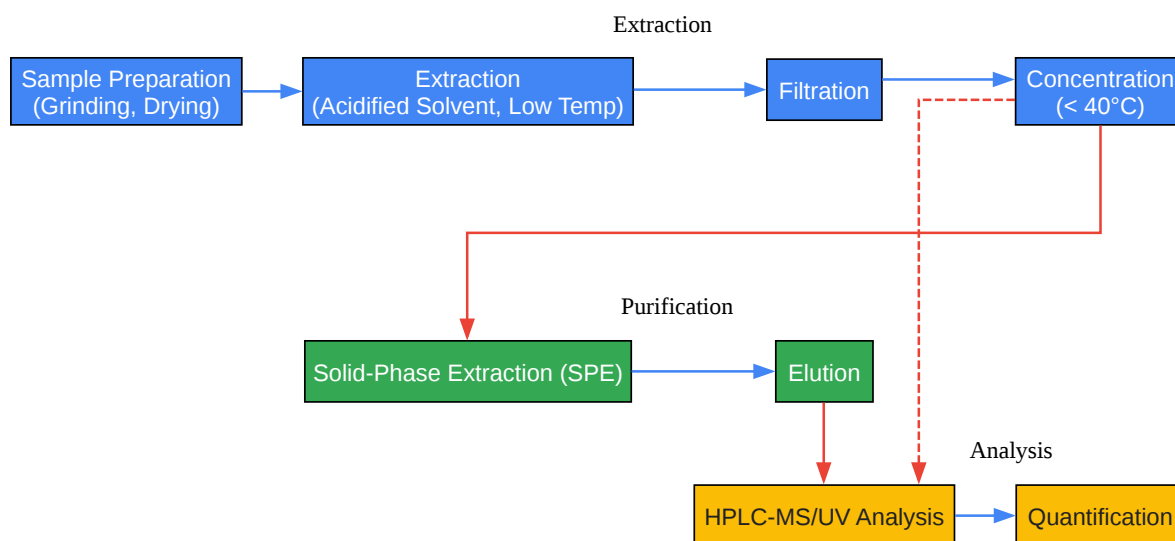 Extraction
Sample Preparation
(Grinding, Drying)
Extraction
(Acidified Solvent, Low Temp)
Filtration
Concentration
(< 40°C)
Purification
Solid-Phase Extraction (SPE)
Elution
Analysis
HPLC-MS/UV Analysis
Quantification